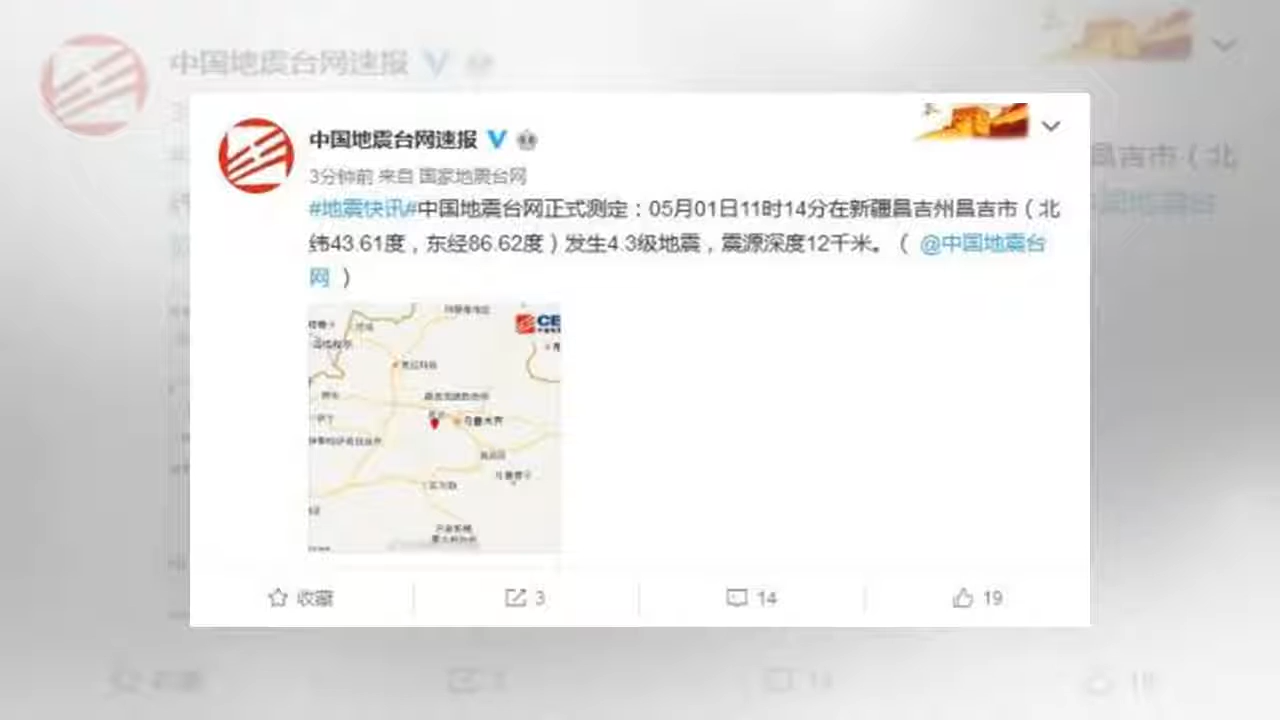 中国地震台网速报
3分钟前 来自 国家地震台网
#地震快讯#中国地震台网正式测定：05月01日11时14分在新疆昌吉州昌吉市（北
纬43.61度，东经86.62度）发生4.3级地震，震源深度12千米。（ @中国地震台
网 ）
CE
乌鲁木齐
收藏
3
14
19